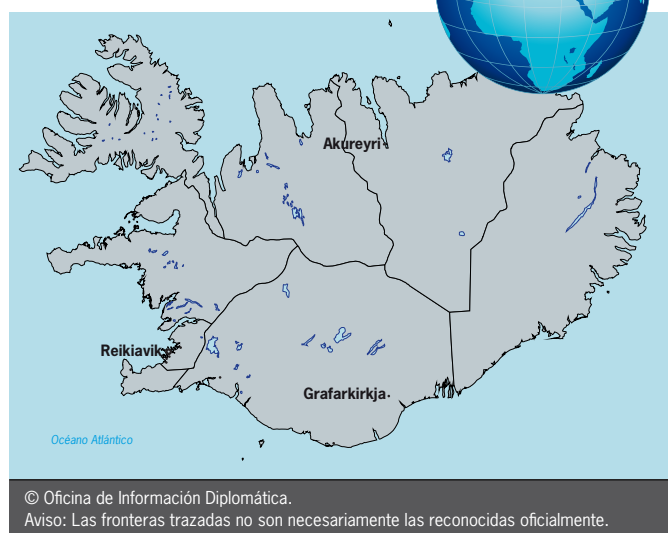 Akureyri
Reikiavik
Grafarkirkja
Océano Atlántico
© Oficina de Información Diplomática.
Aviso: Las fronteras trazadas no son necesariamente las reconocidas oficialmente.